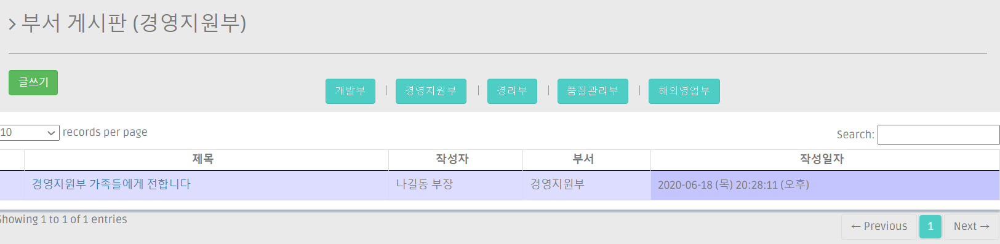 부서 게시판 (경영지원부)
글쓰기
개발부 | 경영지원부 | 경리부 | 품질관리부 | 해외영업부
10 records per page Search:
제목 작성자 부서 작성일자
경영지원부 가족들에게 전합니다 나길동 부장 경영지원부 2020-06-18 (목) 20:28:11 (오후)
Showing 1 to 1 of 1 entries ← Previous 1 Next →